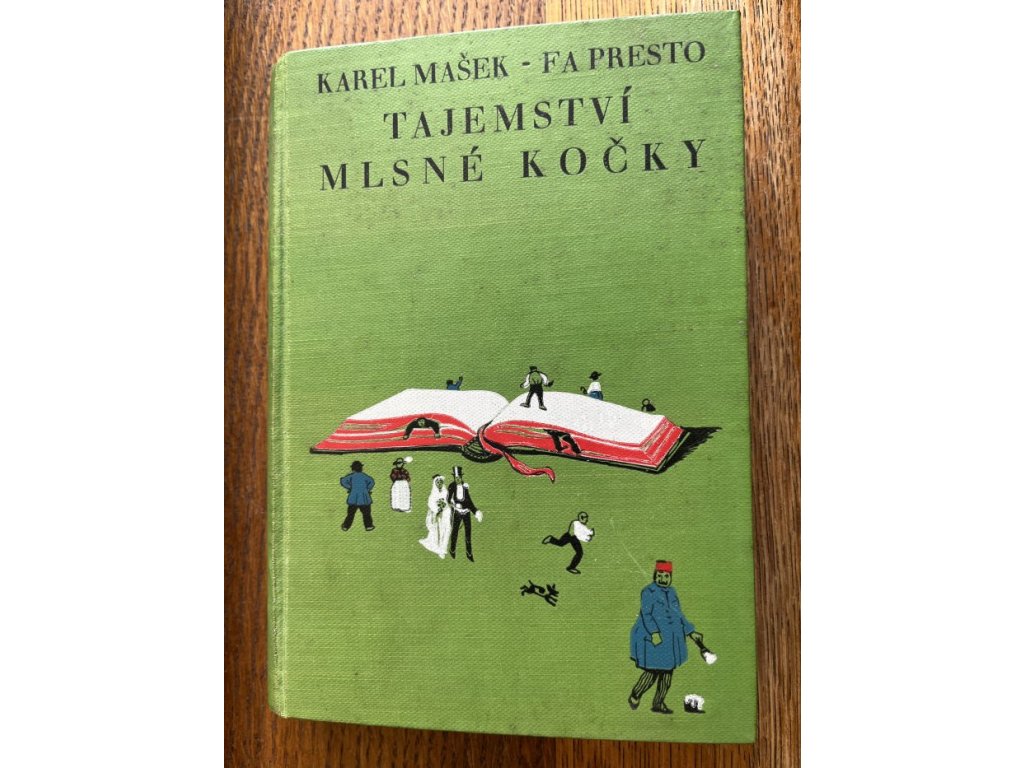 KAREL MAŠEK - FA PRESTO
TAJEMSTVÍ
MLSNÉ KOČKY